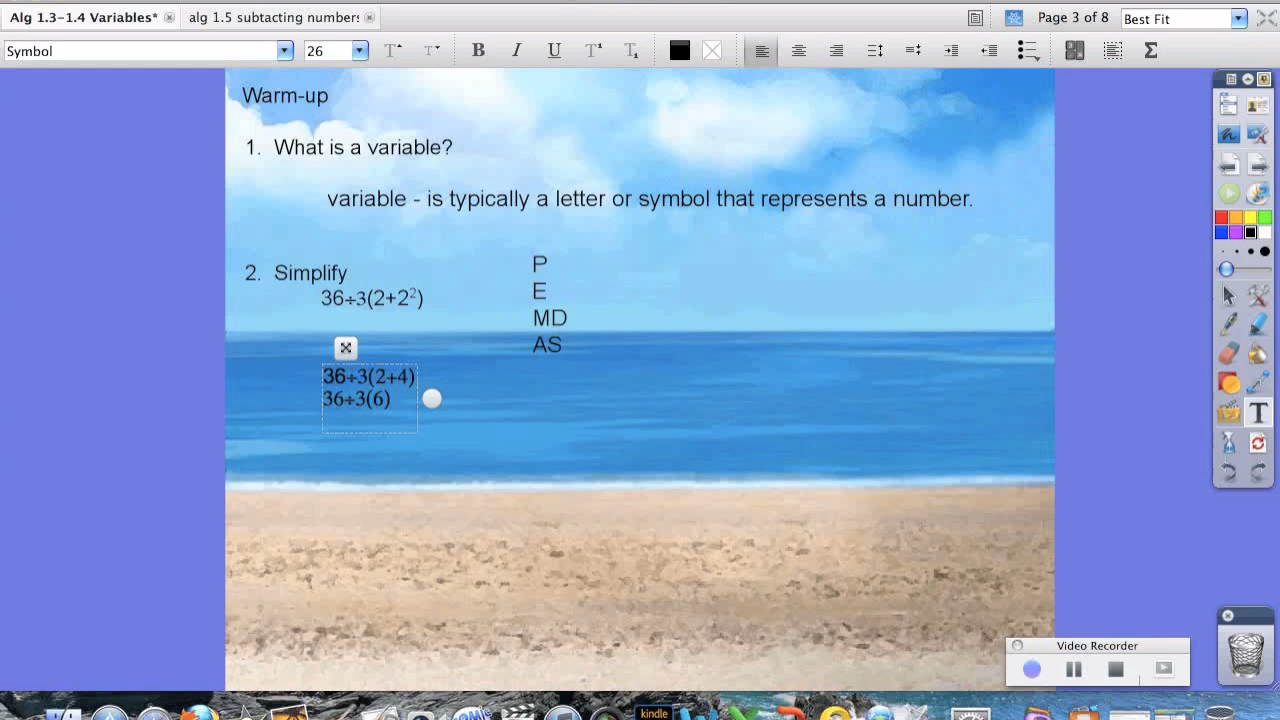 Alg 1.3-1.4 Variables* alg 1.5 subtacting numbers Page 3 of 8 Best Fit
Symbol 26 T T B I U T¹ T₁ Σ
Warm-up
1. What is a variable?
variable - is typically a letter or symbol that represents a number.
2. Simplify
36÷3(2+2²)
P
E
MD
AS
36÷3(2+4)
36÷3(6)
T
Video Recorder
kindle